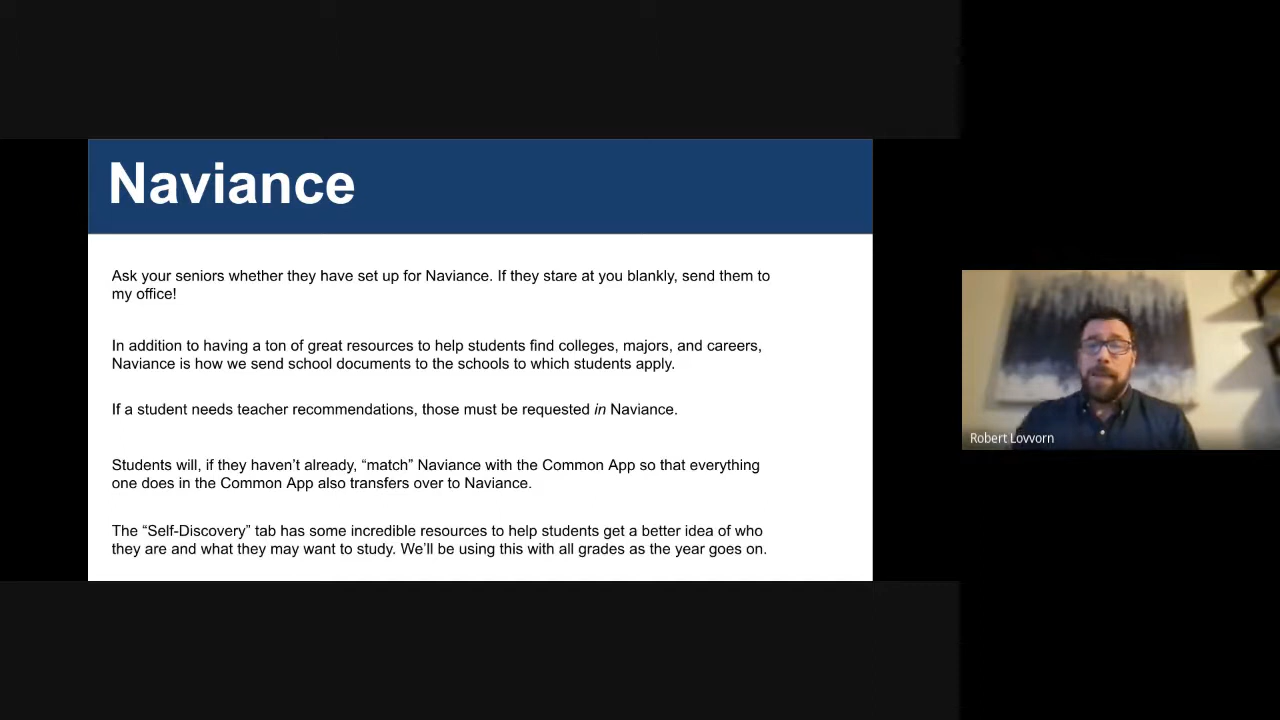 Naviance
Ask your seniors whether they have set up for Naviance. If they stare at you blankly, send them to
my office!
In addition to having a ton of great resources to help students find colleges, majors, and careers,
Naviance is how we send school documents to the schools to which students apply.
If a student needs teacher recommendations, those must be requested in Naviance.
Students will, if they haven’t already, “match” Naviance with the Common App so that everything
one does in the Common App also transfers over to Naviance.
The “Self-Discovery” tab has some incredible resources to help students get a better idea of who
they are and what they may want to study. We’ll be using this with all grades as the year goes on.
Robert Lovvorn